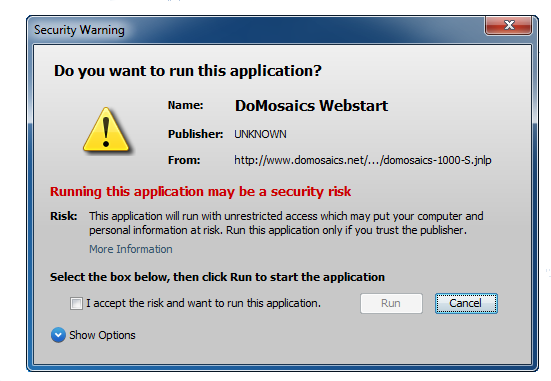 Security Warning
Do you want to run this application?
Name: DoMosaics Webstart
Publisher: UNKNOWN
From: http://www.domosaics.net/.../domosaics-1000-S.jnlp
Running this application may be a security risk
Risk: This application will run with unrestricted access which may put your computer and
personal information at risk. Run this application only if you trust the publisher.
More Information
Select the box below, then click Run to start the application
I accept the risk and want to run this application. Run Cancel
Show Options